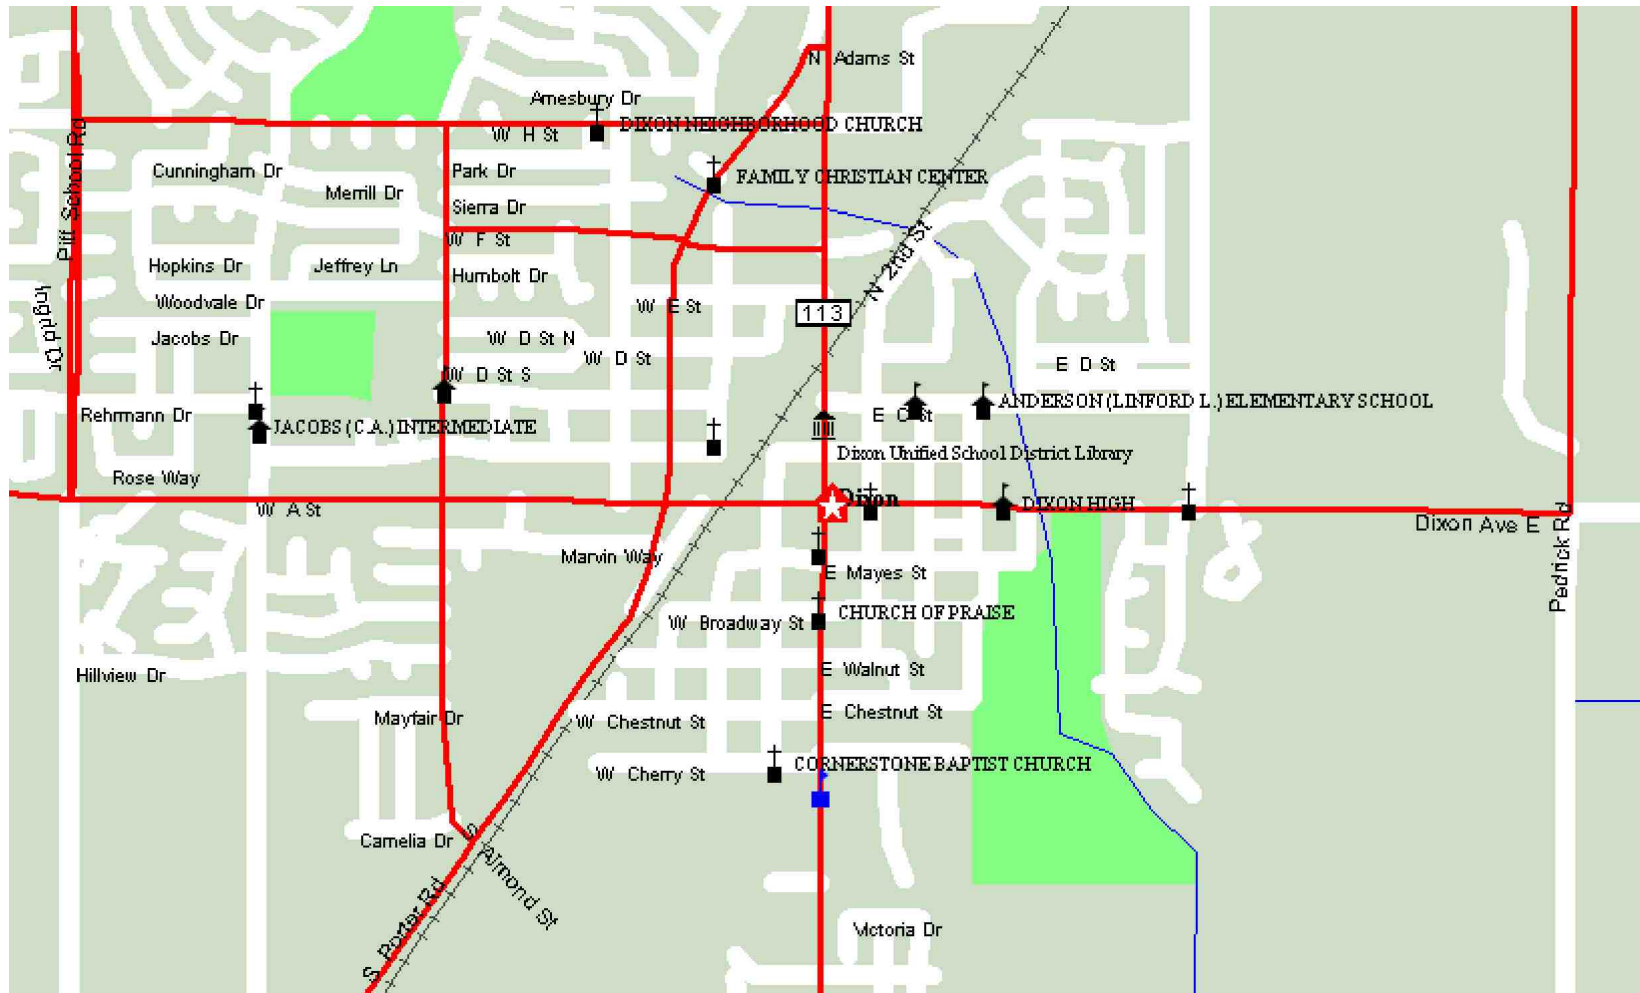 N Adams St
Amesbury Dr
W H St
DIXON NEIGHBORHOOD CHURCH
Cunningham Dr
Park Dr
FAMILY CHRISTIAN CENTER
Merrill Dr
Pitt School Rd
Sierra Dr
W F St
N 2nd St
Hopkins Dr
Jeffrey Ln
Humbolt Dr
Woodvale Dr
W E St
113
Inglid Dr
Jacobs Dr
W D St N
W D St
E D St
W D St S
Rehrmann Dr
E C St
ANDERSON (LINFORD L.) ELEMENTARY SCHOOL
JACOBS (C.A.) INTERMEDIATE
Dixon Unified School District Library
Rose Way
Dixon
W A St
DIXON HIGH
Dixon Ave E
Pedrick Rd
Marvin Way
E Mayes St
W Broadway St
CHURCH OF PRAISE
Hillview Dr
E Walnut St
Mayfair Dr
W Chestnut St
E Chestnut St
W Cherry St
CORNERSTONE BAPTIST CHURCH
Camelia Dr
S Almond St
S Porter Rd
Victoria Dr